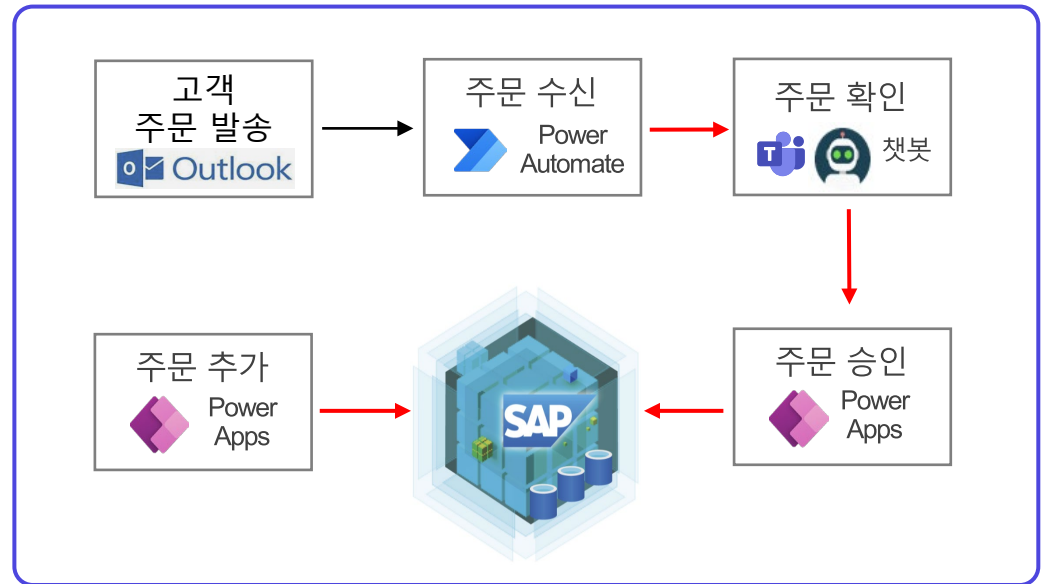 고객
주문 발송
Outlook
주문 수신
Power
Automate
주문 확인
챗봇
주문 추가
Power
Apps
SAP
주문 승인
Power
Apps